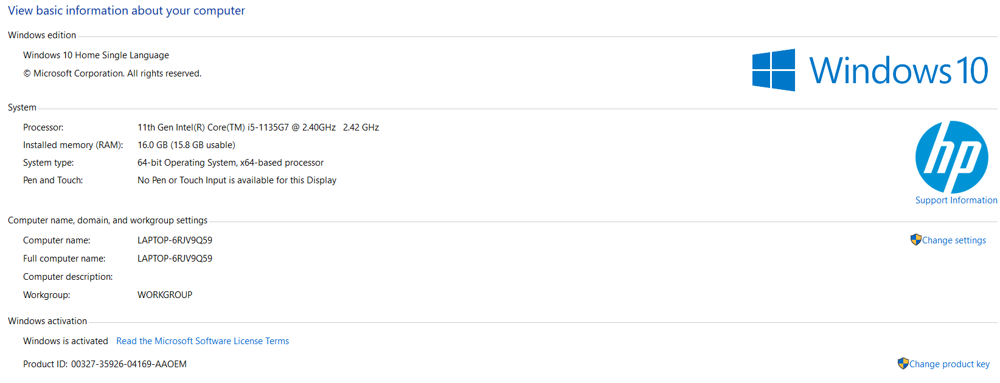 View basic information about your computer
Windows edition
Windows 10 Home Single Language
© Microsoft Corporation. All rights reserved.
Windows 10
System
Processor: 11th Gen Intel(R) Core(TM) i5-1135G7 @ 2.40GHz 2.42 GHz
Installed memory (RAM): 16.0 GB (15.8 GB usable)
System type: 64-bit Operating System, x64-based processor
Pen and Touch: No Pen or Touch Input is available for this Display
hp
Support Information
Computer name, domain, and workgroup settings
Computer name: LAPTOP-6RJV9Q59 Change settings
Full computer name: LAPTOP-6RJV9Q59
Computer description:
Workgroup: WORKGROUP
Windows activation
Windows is activated Read the Microsoft Software License Terms
Product ID: 00327-35926-04169-AAOEM Change product key